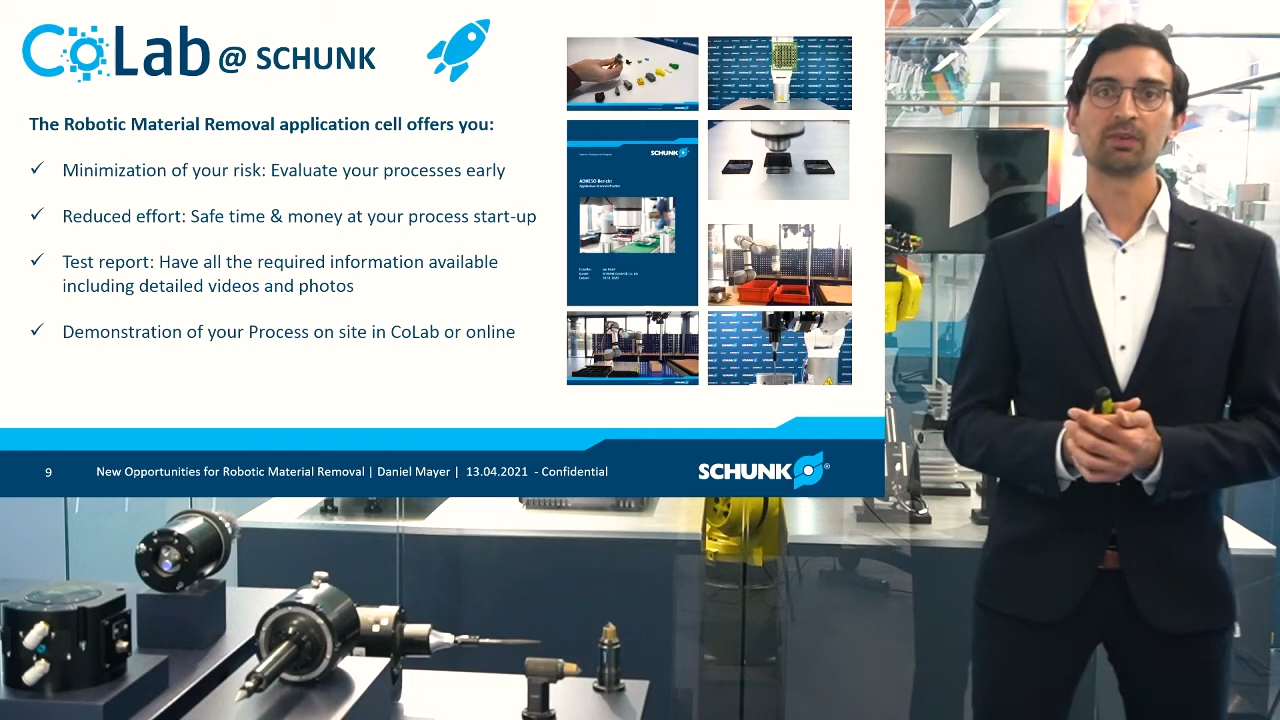 CoLab @ SCHUNK
The Robotic Material Removal application cell offers you:
✓ Minimization of your risk: Evaluate your processes early
✓ Reduced effort: Safe time & money at your process start-up
✓ Test report: Have all the required information available
including detailed videos and photos
✓ Demonstration of your Process on site in CoLab or online
SCHUNK
9 New Opportunities for Robotic Material Removal | Daniel Mayer | 13.04.2021 - Confidential
SCHUNK®